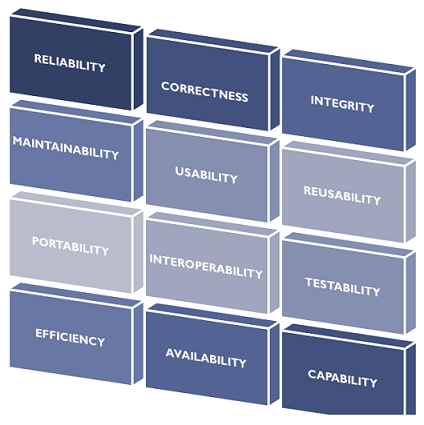 RELIABILITY
CORRECTNESS
INTEGRITY
MAINTAINABILITY
USABILITY
REUSABILITY
PORTABILITY
INTEROPERABILITY
TESTABILITY
EFFICIENCY
AVAILABILITY
CAPABILITY